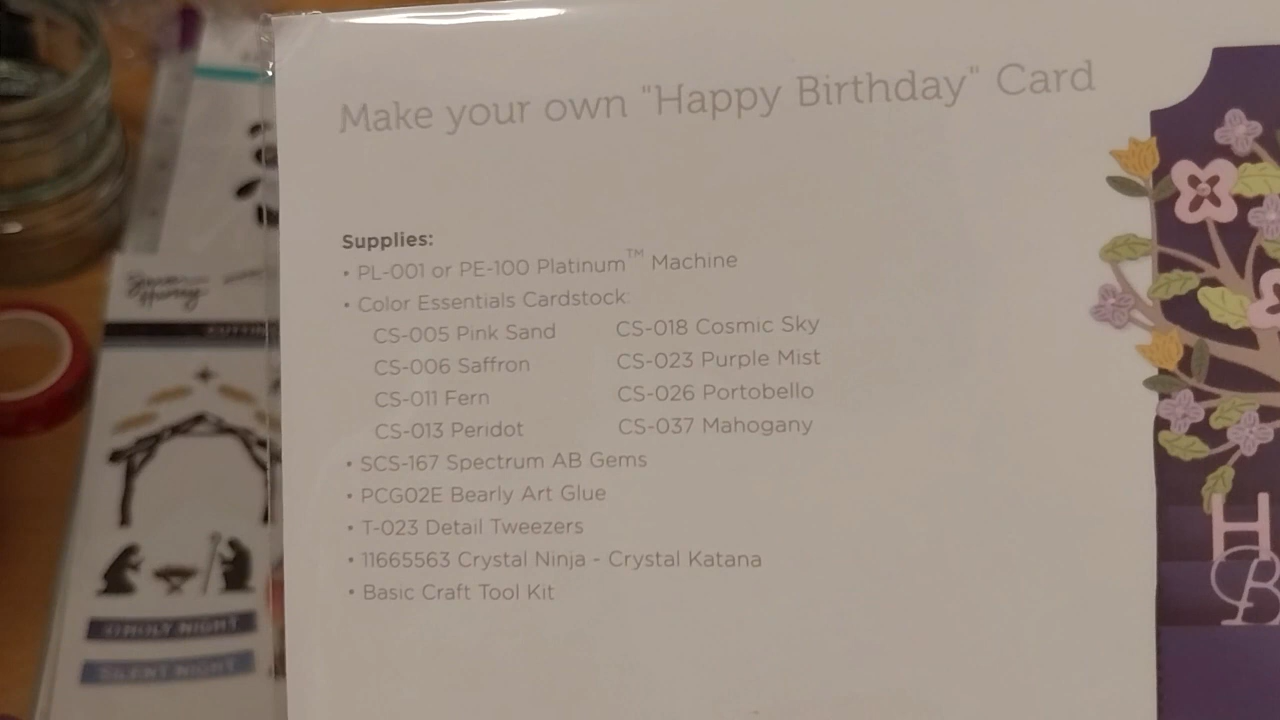 Make your own "Happy Birthday" Card
Supplies:
• PL-001 or PE-100 Platinum™ Machine
• Color Essentials Cardstock:
CS-005 Pink Sand
CS-006 Saffron
CS-011 Fern
CS-013 Peridot
CS-018 Cosmic Sky
CS-023 Purple Mist
CS-026 Portobello
CS-037 Mahogany
• SCS-167 Spectrum AB Gems
• PCG02E Bearly Art Glue
• T-023 Detail Tweezers
• 11665563 Crystal Ninja - Crystal Katana
• Basic Craft Tool Kit
H
B
O HOLY NIGHT
SILENT NIGHT